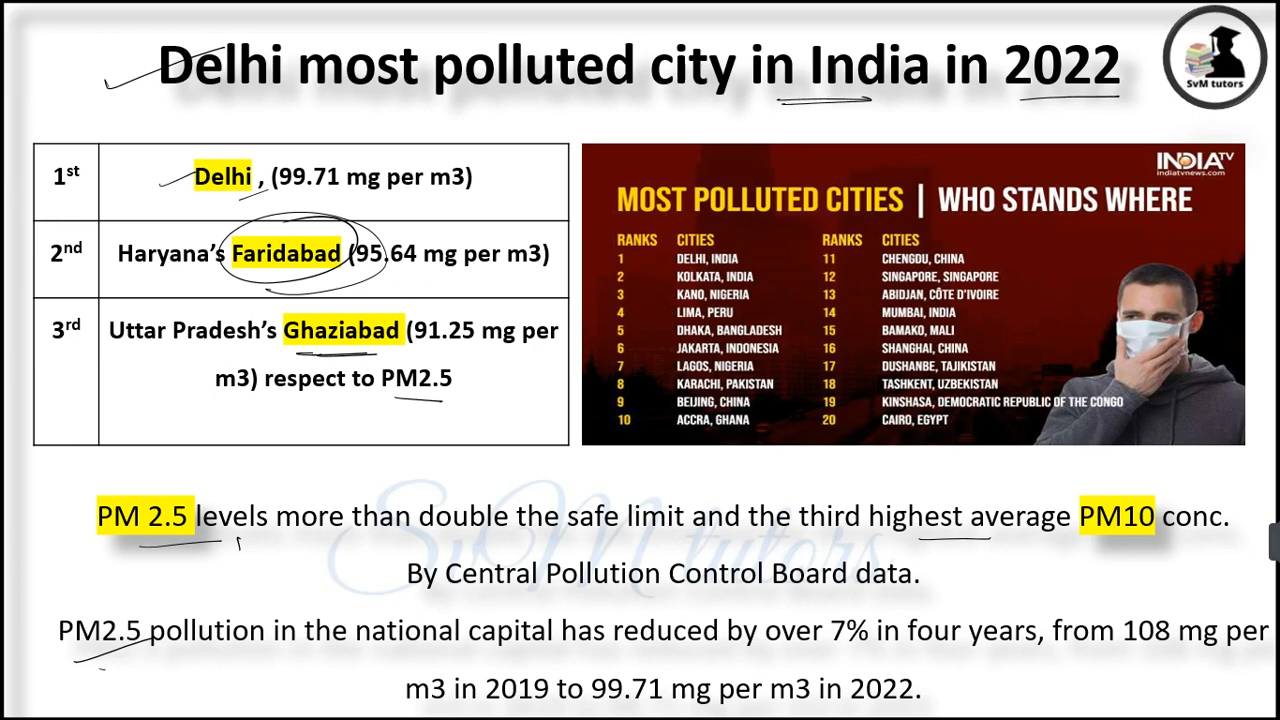 Delhi most polluted city in India in 2022
SvM tutors
1st
Delhi , (99.71 mg per m3)
2nd
Haryana’s Faridabad (95.64 mg per m3)
3rd
Uttar Pradesh’s Ghaziabad (91.25 mg per
m3) respect to PM2.5
INDIA TV
indiatvnews.com
MOST POLLUTED CITIES | WHO STANDS WHERE
RANKS CITIES
1 DELHI, INDIA
2 KOLKATA, INDIA
3 KANO, NIGERIA
4 LIMA, PERU
5 DHAKA, BANGLADESH
6 JAKARTA, INDONESIA
7 LAGOS, NIGERIA
8 KARACHI, PAKISTAN
9 BEIJING, CHINA
10 ACCRA, GHANA
RANKS CITIES
11 CHENGDU, CHINA
12 SINGAPORE, SINGAPORE
13 ABIDJAN, CÔTE D'IVOIRE
14 MUMBAI, INDIA
15 BAMAKO, MALI
16 SHANGHAI, CHINA
17 DUSHANBE, TAJIKISTAN
18 TASHKENT, UZBEKISTAN
19 KINSHASA, DEMOCRATIC REPUBLIC OF THE CONGO
20 CAIRO, EGYPT
SvM tutors
PM 2.5 levels more than double the safe limit and the third highest average PM10 conc.
By Central Pollution Control Board data.
PM2.5 pollution in the national capital has reduced by over 7% in four years, from 108 mg per
m3 in 2019 to 99.71 mg per m3 in 2022.